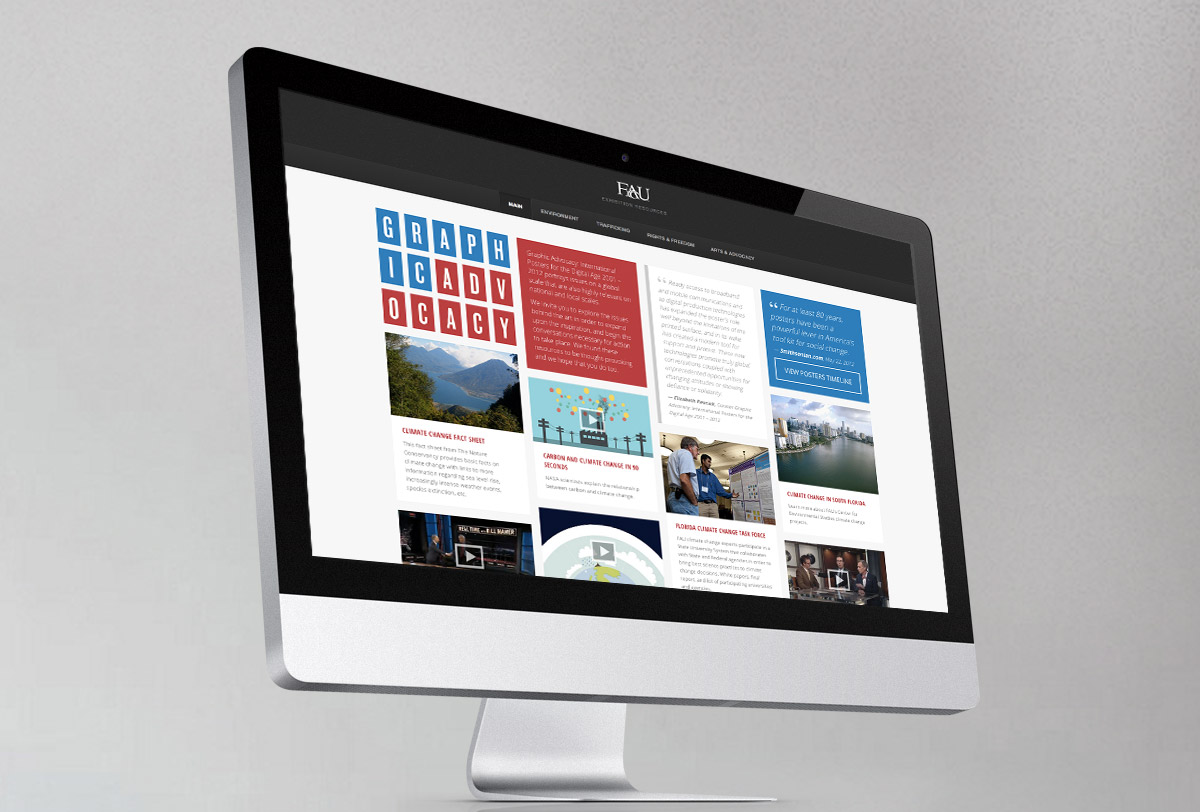 FAU
EXHIBITION RESOURCES
MAIN
ENVIRONMENT
TRAFFICKING
RIGHTS & FREEDOM
ARTS & ADVOCACY
GRAPH
ICADV
OCACY
Graphic Advocacy: International
Posters for the Digital Age 2001 –
2012 portrays issues on a global
scale that are also highly relevant on
national and local scales.
We invite you to explore the issues
behind the art in order to expand
upon the inspiration, and begin the
conversations necessary for action
to take place. We found these
resources to be thought-provoking
and we hope that you do too.
“ Ready access to broadband
and mobile communications and
to digital production technologies
has expanded the poster's role
well beyond the limitations of the
printed surface, and in its wake
has created a modern tool for
support and protest. These new
technologies promote truly global
conversations coupled with
unprecedented opportunities for
changing attitudes or showing
defiance or solidarity.
— Elizabeth Resnick, Curator Graphic
Advocacy: International Posters for the
Digital Age 2001 – 2012
“ For at least 80 years,
posters have been a
powerful lever in America's
tool kit for social change.
— Smithsonian.com May 22, 2012
VIEW POSTERS TIMELINE
CLIMATE CHANGE FACT SHEET
This fact sheet from The Nature
Conservancy provides basic facts on
climate change with links to more
information regarding sea level rise,
increasingly intense weather events,
species extinction, etc.
CARBON AND CLIMATE CHANGE IN 90
SECONDS
NASA scientists explain the relationship
between carbon and climate change.
FLORIDA CLIMATE CHANGE TASK FORCE
FAU climate change experts participate in a
State University System that collaborates
with State and Federal agencies in order to
bring best science practices to climate
change decisions. White papers, final
report, and list of participating universities
and experts.
CLIMATE CHANGE IN SOUTH FLORIDA
Learn more about FAU's Center for
Environmental Studies climate change
projects.
REAL TIME WITH BILL MAHER